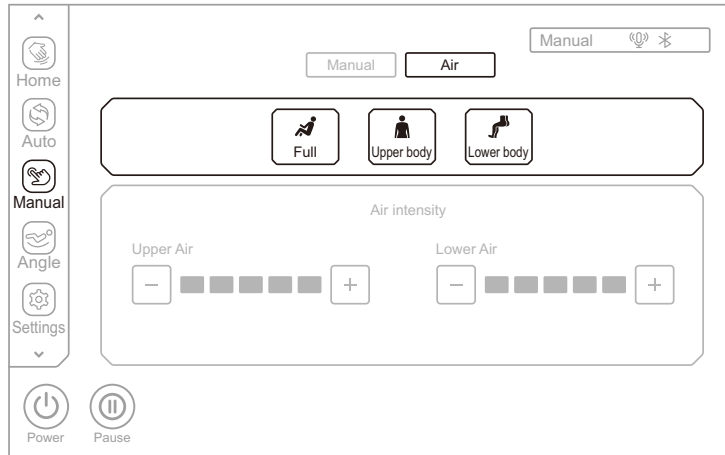 Manual
Home
Manual
Air
Auto
Full
Upper body
Lower body
Manual
Air intensity
Angle
Upper Air
Lower Air
Settings
Power
Pause